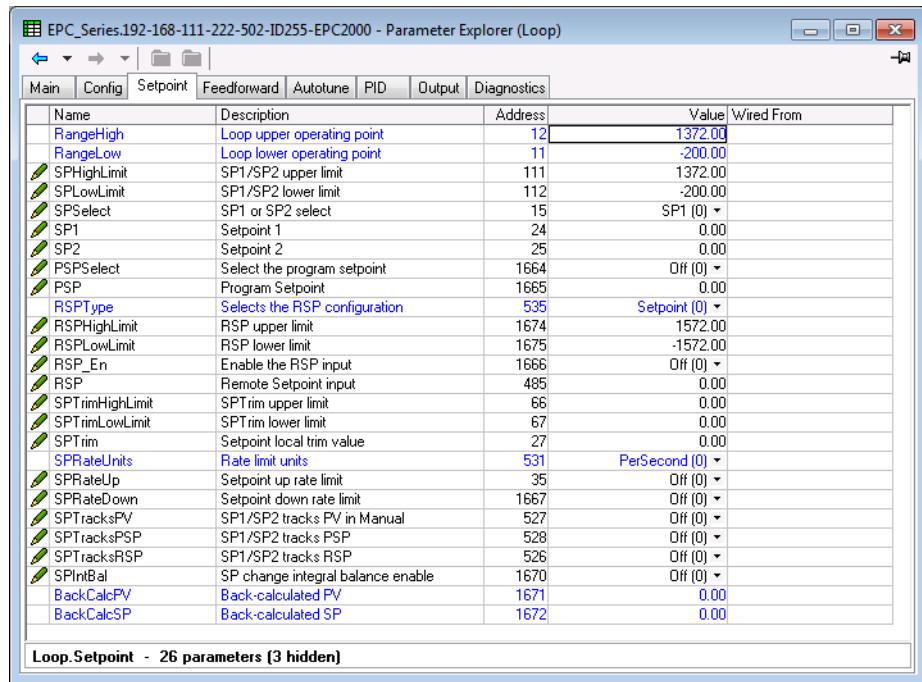 EPC_Series.192-168-111-222-502-ID255-EPC2000 - Parameter Explorer (Loop)
Main Config Setpoint Feedforward Autotune PID Output Diagnostics
Name Description Address Value Wired From
RangeHigh Loop upper operating point 12 1372.00
RangeLow Loop lower operating point 11 -200.00
SPHighLimit SP1/SP2 upper limit 111 1372.00
SPLowLimit SP1/SP2 lower limit 112 -200.00
SPSelect SP1 or SP2 select 15 SP1 (0)
SP1 Setpoint 1 24 0.00
SP2 Setpoint 2 25 0.00
PSPSelect Select the program setpoint 1664 Off (0)
PSP Program Setpoint 1665 0.00
RSPType Selects the RSP configuration 535 Setpoint (0)
RSPHighLimit RSP upper limit 1674 1572.00
RSPLowLimit RSP lower limit 1675 -1572.00
RSP_En Enable the RSP input 1666 Off (0)
RSP Remote Setpoint input 485 0.00
SPTrimHighLimit SPTrim upper limit 66 0.00
SPTrimLowLimit SPTrim lower limit 67 0.00
SPTrim Setpoint local trim value 27 0.00
SPRateUnits Rate limit units 531 PerSecond (0)
SPRateUp Setpoint up rate limit 35 Off (0)
SPRateDown Setpoint down rate limit 1667 Off (0)
SPTracksPV SP1/SP2 tracks PV in Manual 527 Off (0)
SPTracksPSP SP1/SP2 tracks PSP 528 Off (0)
SPTracksRSP SP1/SP2 tracks RSP 526 Off (0)
SPIntBal SP change integral balance enable 1670 Off (0)
BackCalcPV Back-calculated PV 1671 0.00
BackCalcSP Back-calculated SP 1672 0.00
Loop.Setpoint - 26 parameters (3 hidden)